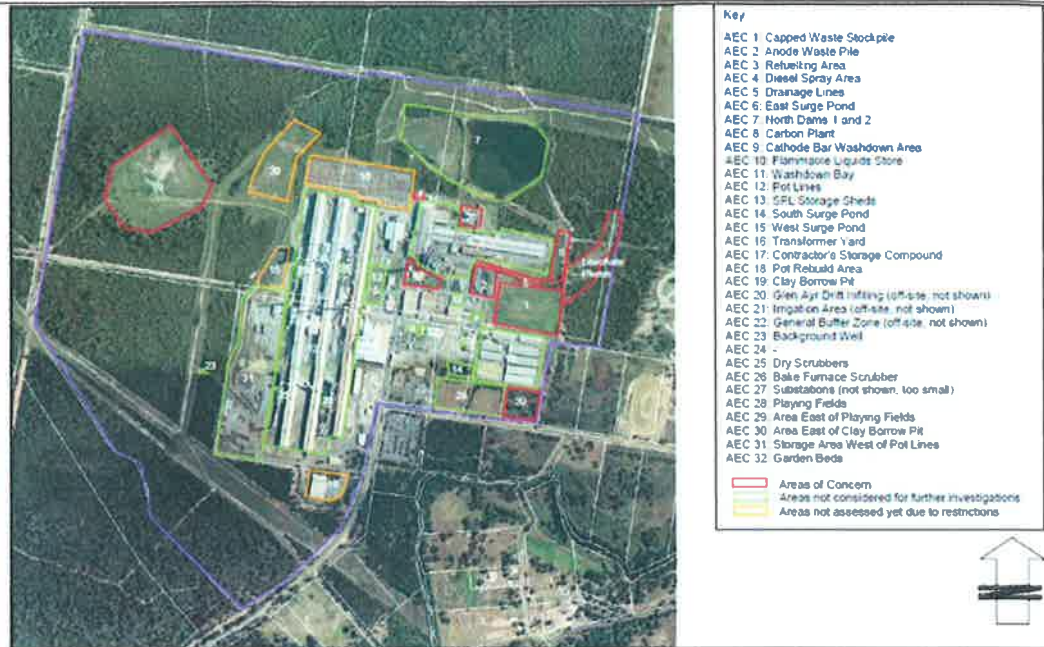 Key
AEC 1 Capped Waste Stockpile
AEC 2 Anode Waste Pile
AEC 3 Refuelling Area
AEC 4 Diesel Spray Area
AEC 5 Drainage Lines
AEC 6: East Surge Pond
AEC 7: North Dams 1 and 2
AEC 8 Carbon Plant
AEC 9: Cathode Bar Washdown Area
AEC 10: Flammable Liquids Store
AEC 11: Washdown Bay
AEC 12: Pot Lines
AEC 13: SPL Storage Sheds
AEC 14 South Surge Pond
AEC 15 West Surge Pond
AEC 16 Transformer Yard
AEC 17: Contractor's Storage Compound
AEC 18 Pot Rebuild Area
AEC 19: Clay Borrow Pit
AEC 20: Glen Ayr Drift Infilling (off-site, not shown)
AEC 21: Irrigation Area (off-site, not shown)
AEC 22: General Buffer Zone (off-site, not shown)
AEC 23 Background Well
AEC 24 -
AEC 25 Dry Scrubbers
AEC 26 Bake Furnace Scrubber
AEC 27 Substations (not shown, too small)
AEC 28 Playing Fields
AEC 29 Area East of Playing Fields
AEC 30 Area East of Clay Borrow Pit
AEC 31 Storage Area West of Pot Lines
AEC 32 Garden Beds
Areas of Concern
Areas not considered for further investigations
Areas not assessed yet due to restrictions
7
1
14
23
31
30